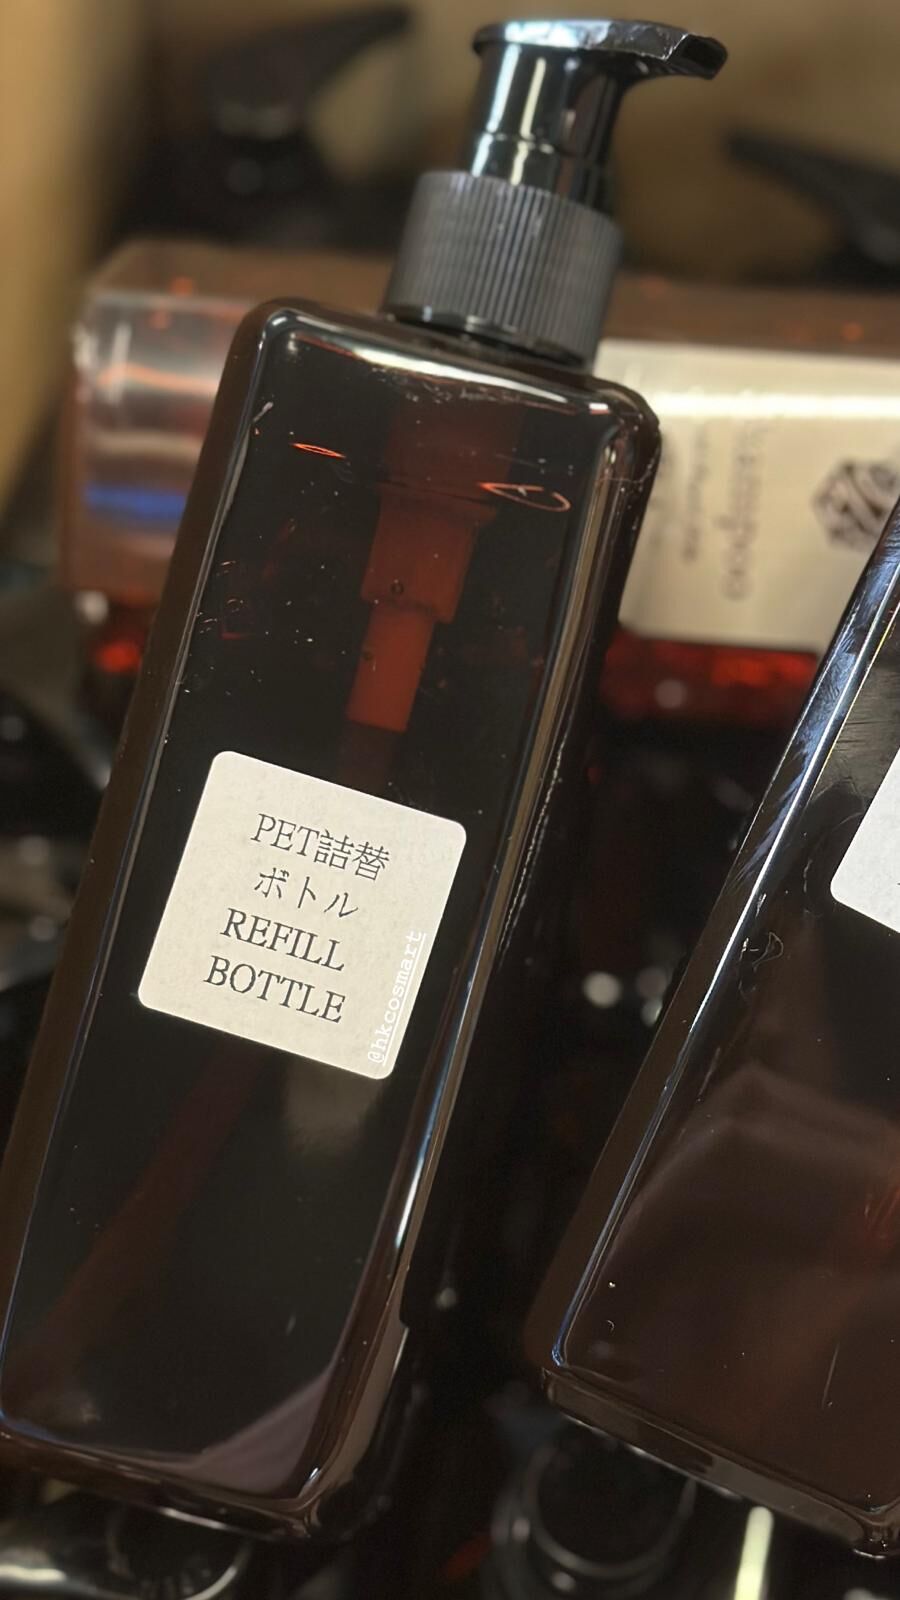 PET詰替
ボトル
REFILL
BOTTLE
@hkcosmart